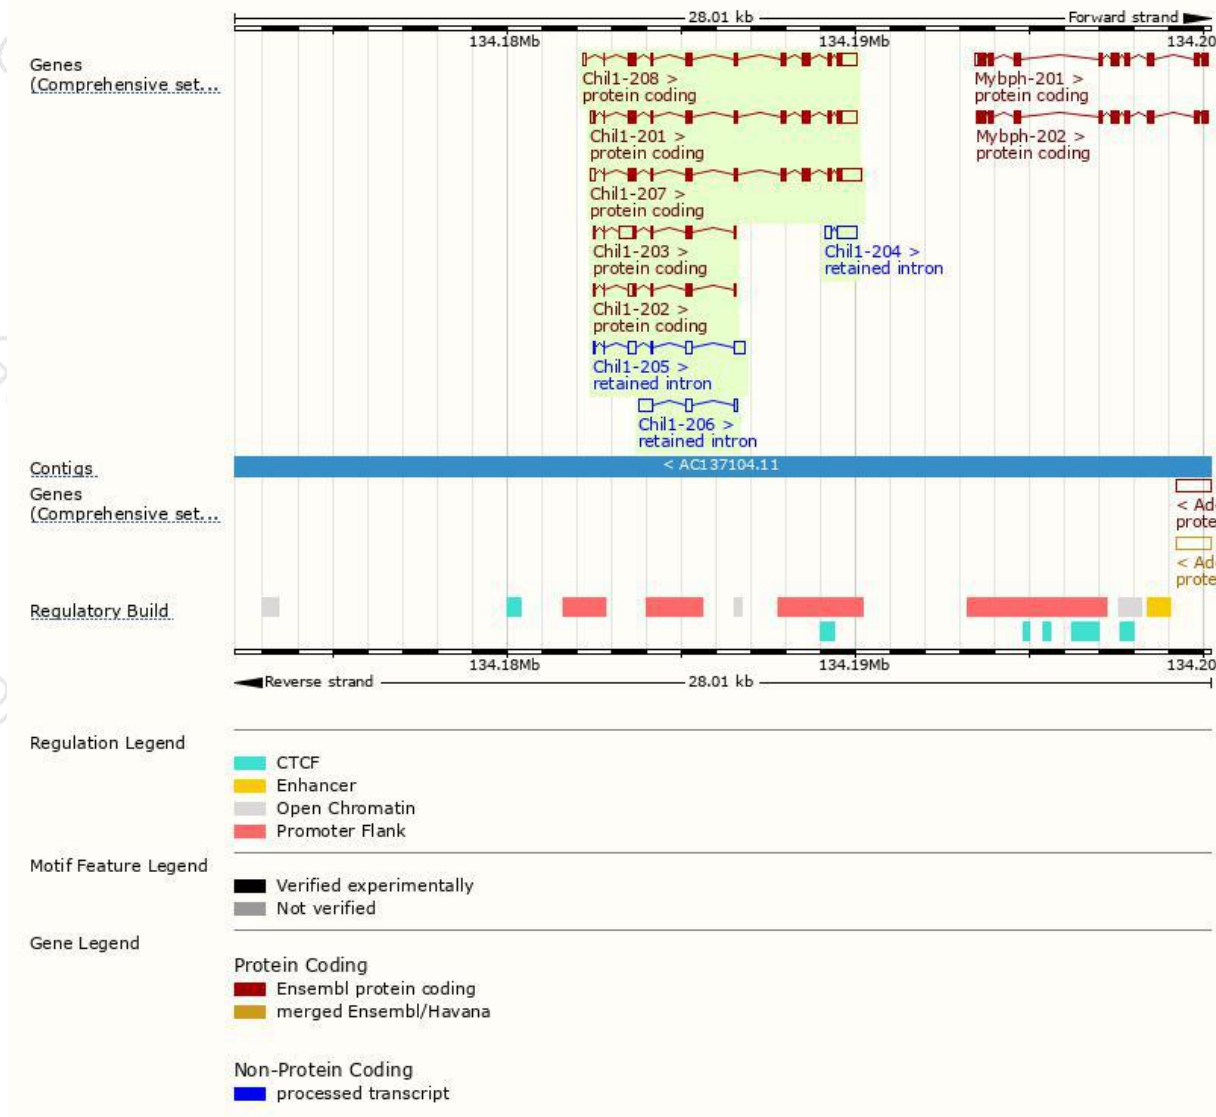 28.01 kb
Forward strand
134.18Mb 134.19Mb 134.20
Genes
(Comprehensive set...
Chil1-208 >
protein coding
Mybph-201 >
protein coding
Chil1-201 >
protein coding
Mybph-202 >
protein coding
Chil1-207 >
protein coding
Chil1-203 >
protein coding
Chil1-204 >
retained intron
Chil1-202 >
protein coding
Chil1-205 >
retained intron
Chil1-206 >
retained intron
Contigs
< AC137104.11
Genes
(Comprehensive set...
< Ad
prote
< Ad
prote
Regulatory Build
134.18Mb 134.19Mb 134.20
Reverse strand
28.01 kb
Regulation Legend
CTCF
Enhancer
Open Chromatin
Promoter Flank
Motif Feature Legend
Verified experimentally
Not verified
Gene Legend
Protein Coding
Ensembl protein coding
merged Ensembl/Havana
Non-Protein Coding
processed transcript